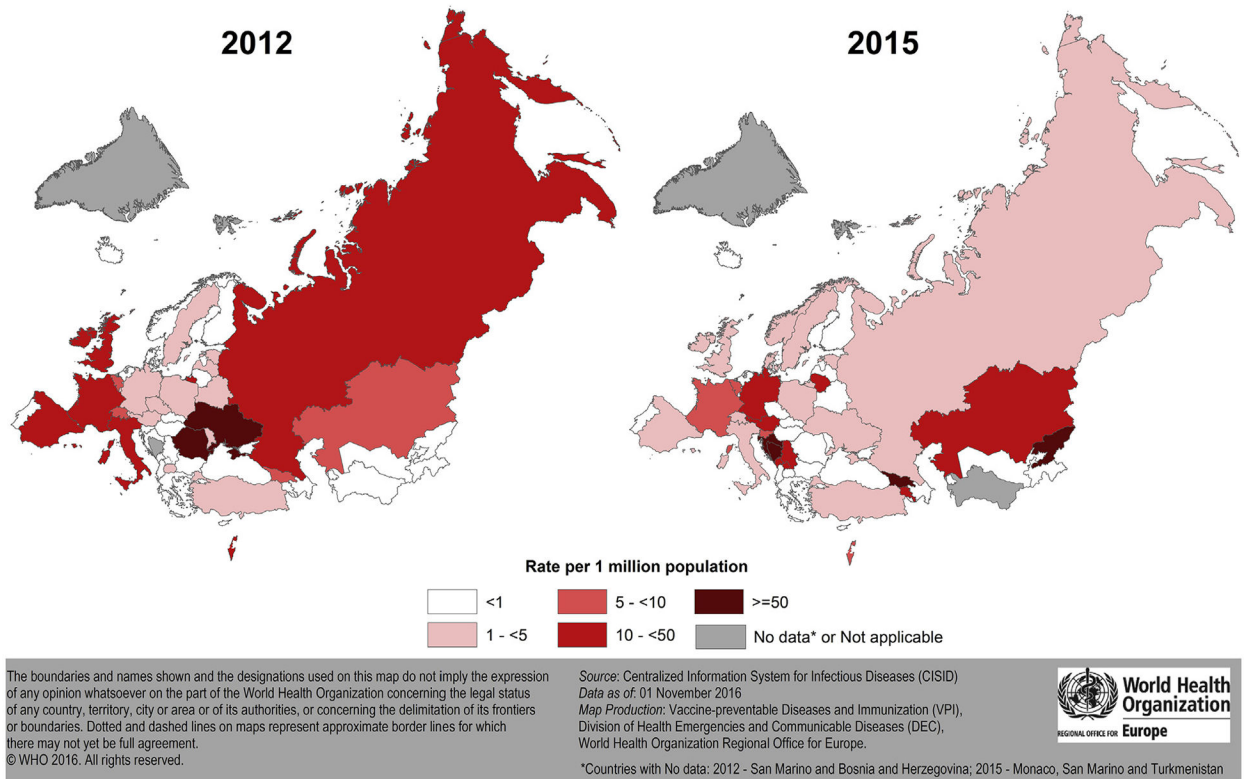 2012
2015
Rate per 1 million population
<1
5 - <10
>=50
1 - <5
10 - <50
No data* or Not applicable
The boundaries and names shown and the designations used on this map do not imply the expression
of any opinion whatsoever on the part of the World Health Organization concerning the legal status
of any country, territory, city or area or of its authorities, or concerning the delimitation of its frontiers
or boundaries. Dotted and dashed lines on maps represent approximate border lines for which
there may not yet be full agreement.
© WHO 2016. All rights reserved.
Source: Centralized Information System for Infectious Diseases (CISID)
Data as of: 01 November 2016
Map Production: Vaccine-preventable Diseases and Immunization (VPI),
Division of Health Emergencies and Communicable Diseases (DEC),
World Health Organization Regional Office for Europe.
*Countries with No data: 2012 - San Marino and Bosnia and Herzegovina; 2015 - Monaco, San Marino and Turkmenistan
World Health
Organization
REGIONAL OFFICE FOR Europe